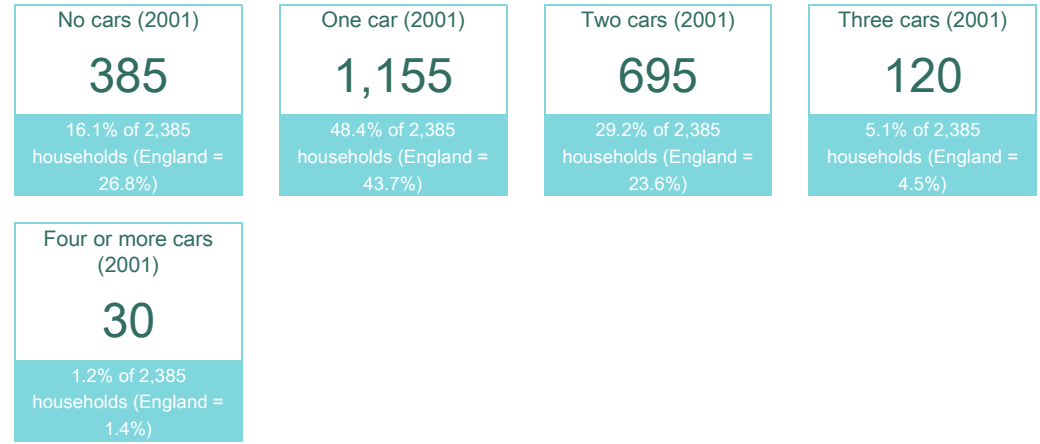 No cars (2001)
385
16.1% of 2,385
households (England =
26.8%)
One car (2001)
1,155
48.4% of 2,385
households (England =
43.7%)
Two cars (2001)
695
29.2% of 2,385
households (England =
23.6%)
Three cars (2001)
120
5.1% of 2,385
households (England =
4.5%)
Four or more cars
(2001)
30
1.2% of 2,385
households (England =
1.4%)